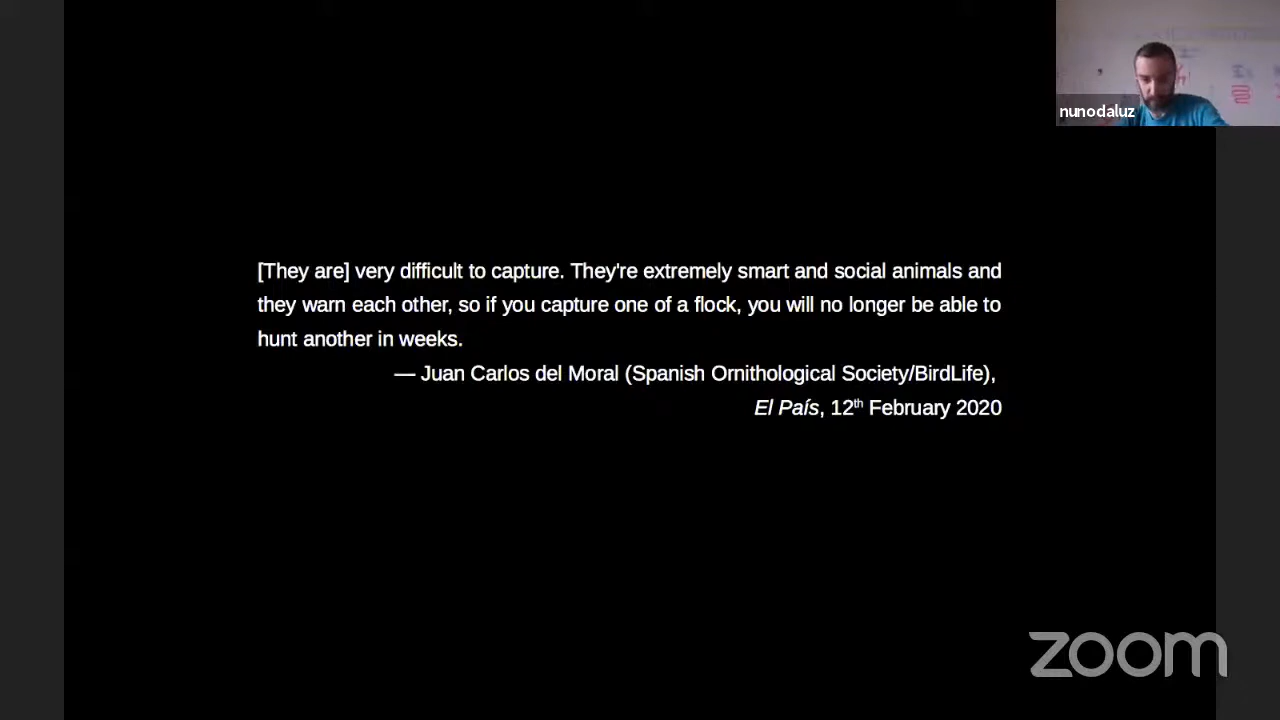 nunodaluz
[They are] very difficult to capture. They're extremely smart and social animals and
they warn each other, so if you capture one of a flock, you will no longer be able to
hunt another in weeks.
— Juan Carlos del Moral (Spanish Ornithological Society/BirdLife),
El País, 12th February 2020
zoom